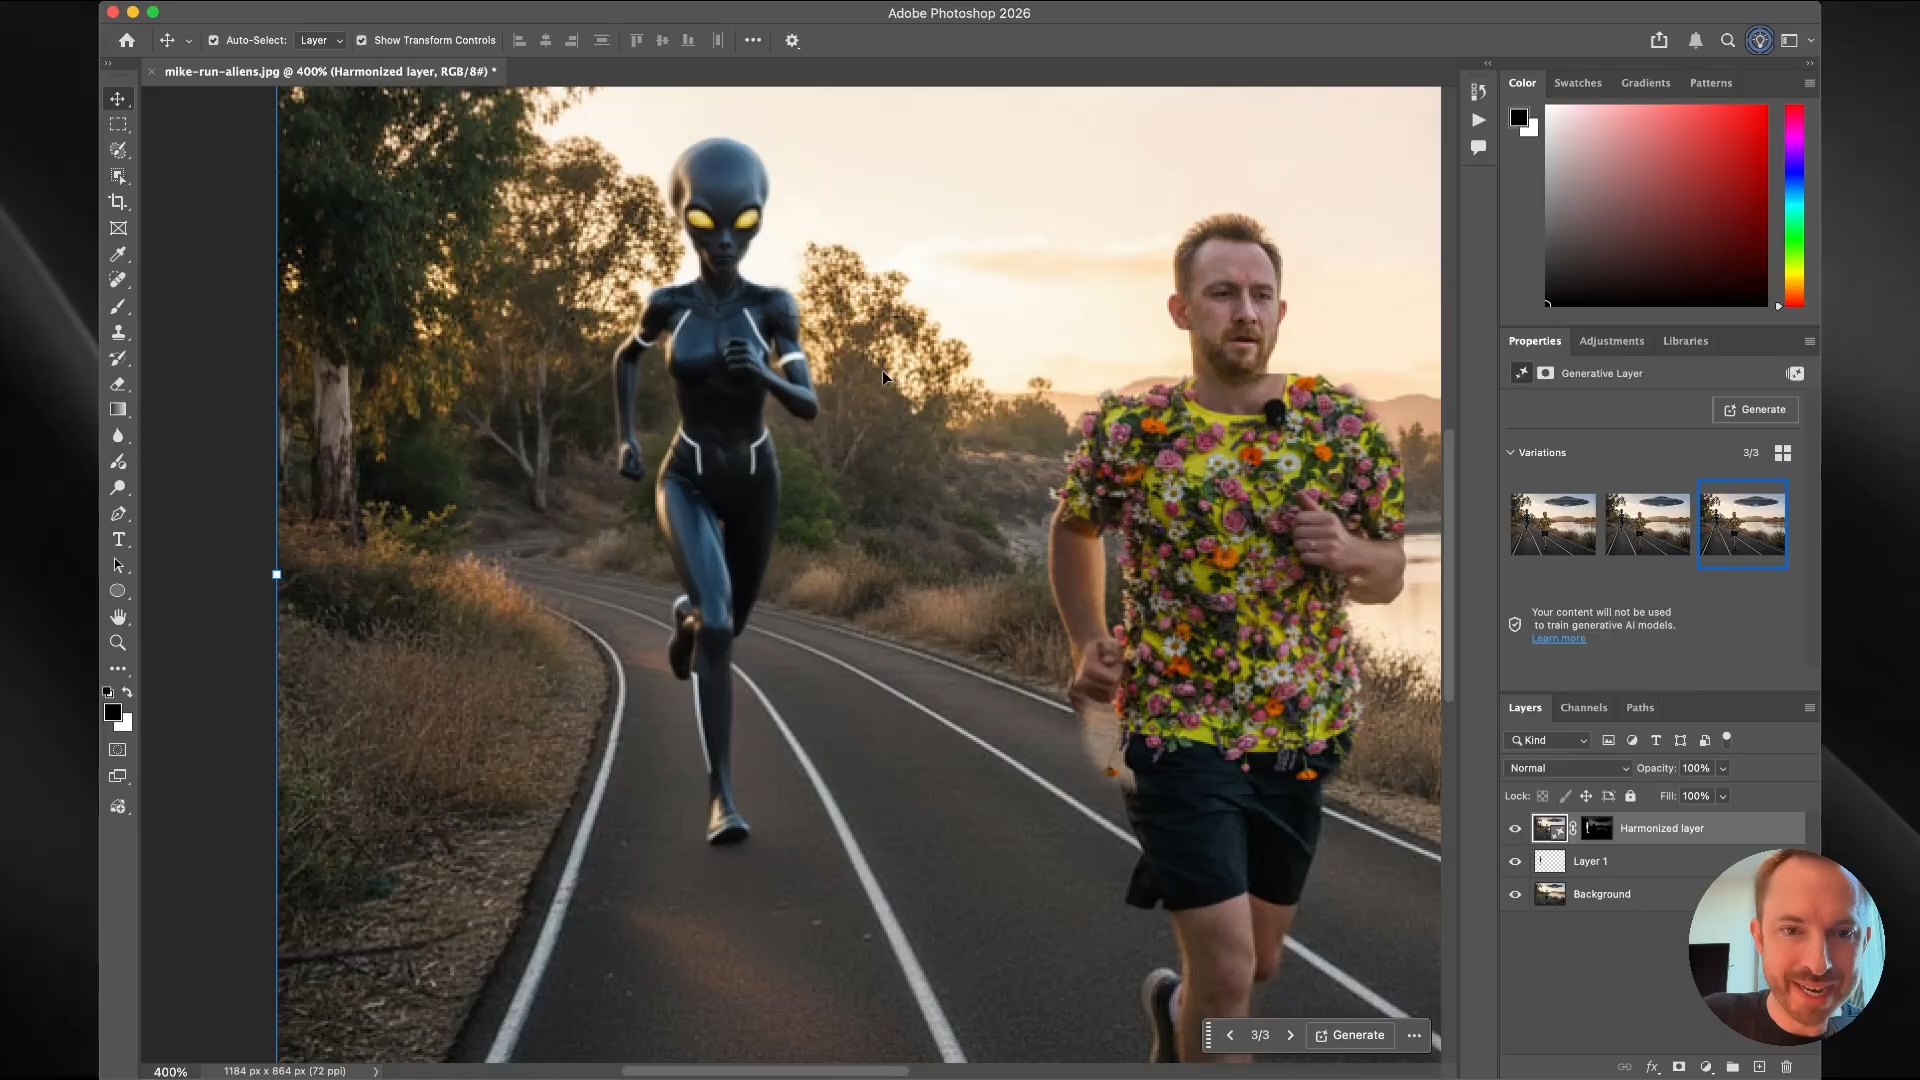 Adobe Photoshop 2026
Auto-Select: Layer Show Transform Controls
mike-run-aliens.jpg @ 400% (Harmonized layer, RGB/8#) *
Color Swatches Gradients Patterns
Properties Adjustments Libraries
Generative Layer
Generate
Variations 3/3
Your content will not be used
to train generative AI models.
Learn more
Layers Channels Paths
Kind
Normal Opacity: 100%
Lock: Fill: 100%
Harmonized layer
Layer 1
Background
3/3 Generate
400% 1184 px x 864 px (72 ppi)